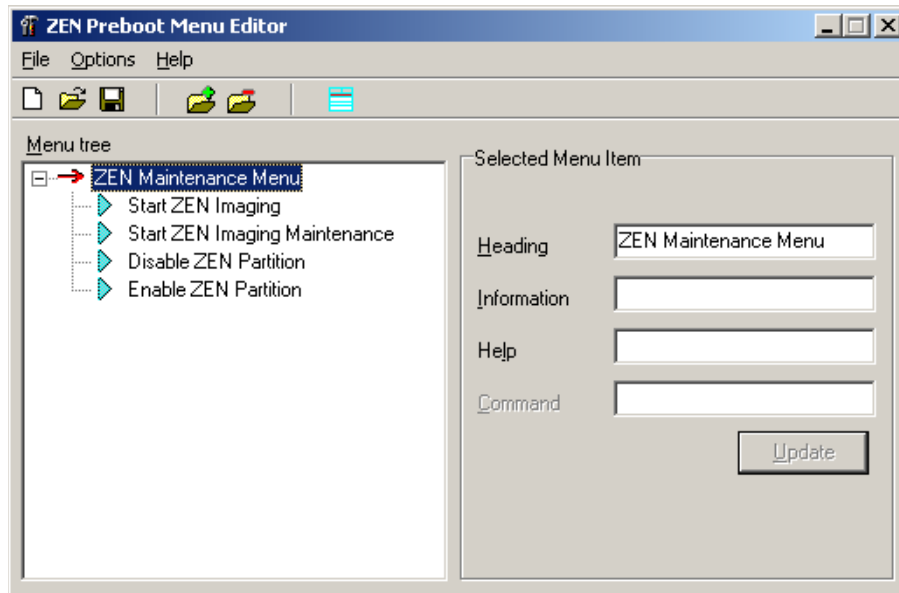 ZEN Preboot Menu Editor
File Options Help
Menu tree
ZEN Maintenance Menu
Start ZEN Imaging
Start ZEN Imaging Maintenance
Disable ZEN Partition
Enable ZEN Partition
Selected Menu Item
Heading ZEN Maintenance Menu
Information
Help
Command
Update